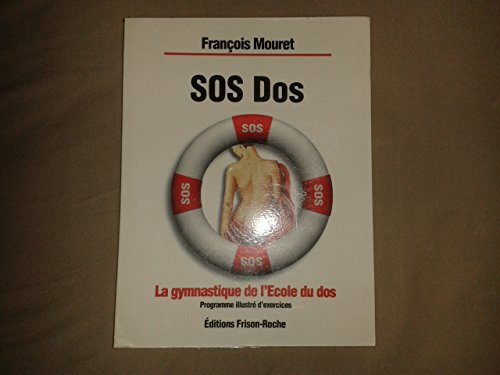 François Mouret
SOS Dos
SOS
SOS
SOS
SOS
La gymnastique de l'Ecole du dos
Programme illustré d'exercices
Éditions Frison-Roche